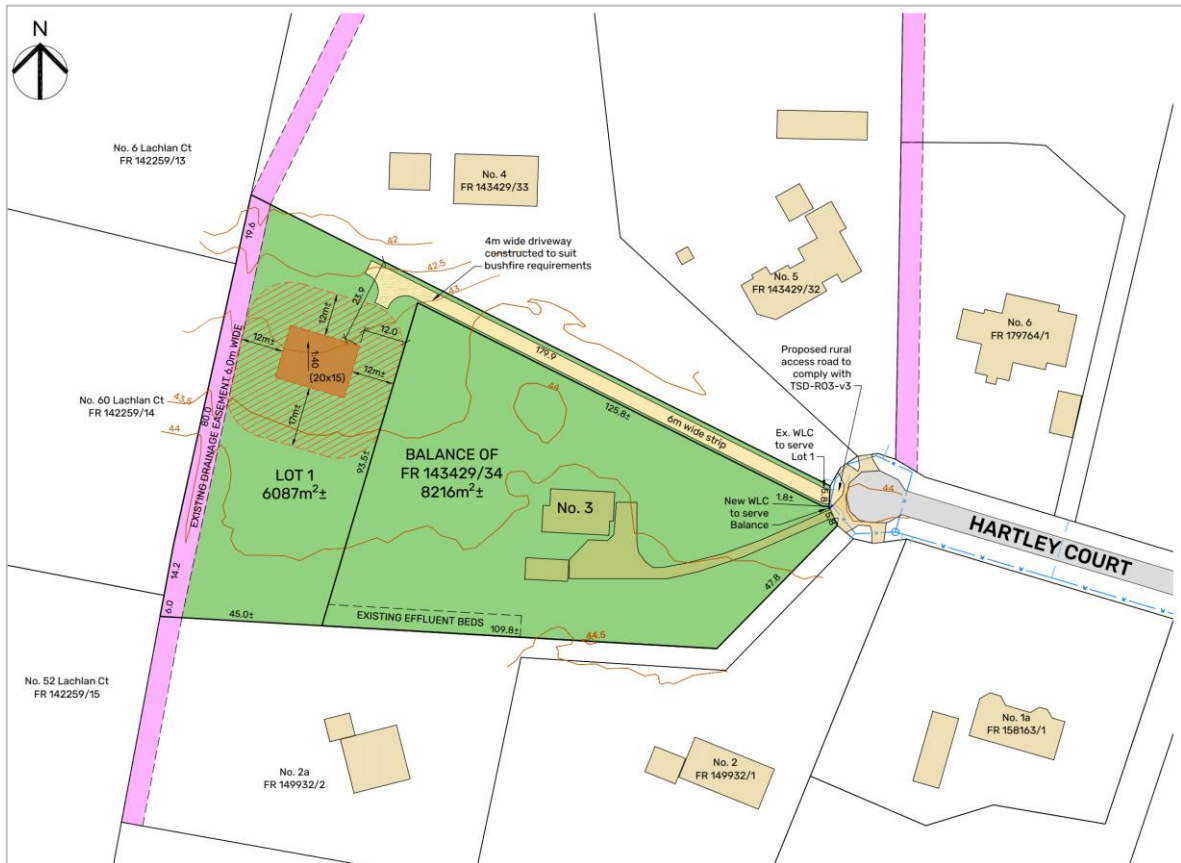 N
No. 6 Lachlan Ct
FR 142259/13
No. 4
FR 143429/33
4m wide driveway
constructed to suit
bushfire requirements
42
42.5
43
19.6
23.9
12m±
12.0
12m±
1:40
(20x15)
12m±
17m±
179.9
125.8±
6m wide strip
44
No. 5
FR 143429/32
No. 6
FR 179764/1
Proposed rural
access road to
comply with
TSD-R03-v3
Ex. WLC
to serve
Lot 1
5.8
1.8±
5.8
44
New WLC
to serve
Balance
HARTLEY COURT
43.5
No. 60 Lachlan Ct
FR 142259/14
44
80.0
EXISTING DRAINAGE EASEMENT 6.0m WIDE
LOT 1
6087m²±
93.5±
BALANCE OF
FR 143429/34
8216m²±
No. 3
47.8
14.2
6.0
45.0±
EXISTING EFFLUENT BEDS
109.8±
44.5
No. 52 Lachlan Ct
FR 142259/15
No. 2a
FR 149932/2
No. 2
FR 149932/1
No. 1a
FR 158163/1